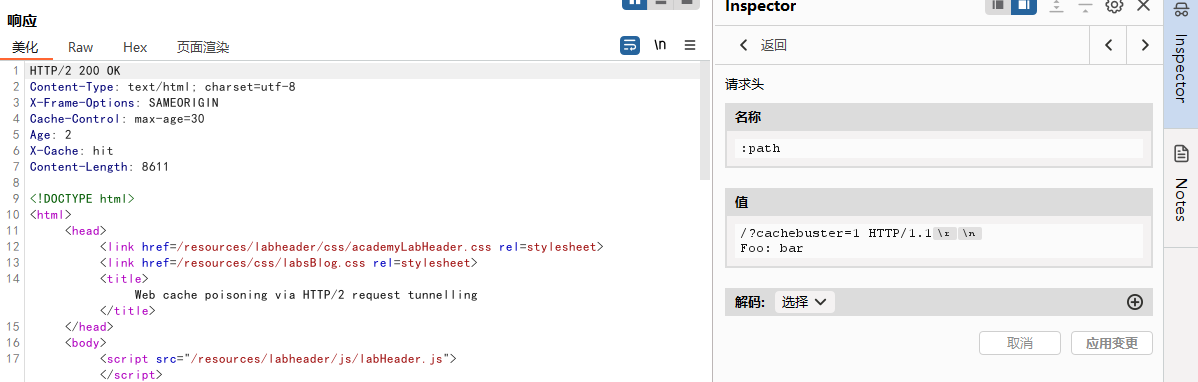 响应
美化 Raw Hex 页面渲染
\n
1 HTTP/2 200 OK
2 Content-Type: text/html; charset=utf-8
3 X-Frame-Options: SAMEORIGIN
4 Cache-Control: max-age=30
5 Age: 2
6 X-Cache: hit
7 Content-Length: 8611
8
9 <!DOCTYPE html>
10 <html>
11 <head>
12 <link href=/resources/labheader/css/academyLabHeader.css rel=stylesheet>
13 <link href=/resources/css/labsBlog.css rel=stylesheet>
14 <title>
Web cache poisoning via HTTP/2 request tunnelling
</title>
15 </head>
16 <body>
17 <script src="/resources/labheader/js/labHeader.js">
</script>
Inspector
返回
请求头
名称
:path
值
/?cachebuster=1 HTTP/1.1\r \n
Foo: bar
解码: 选择
取消 应用变更
Inspector
Notes